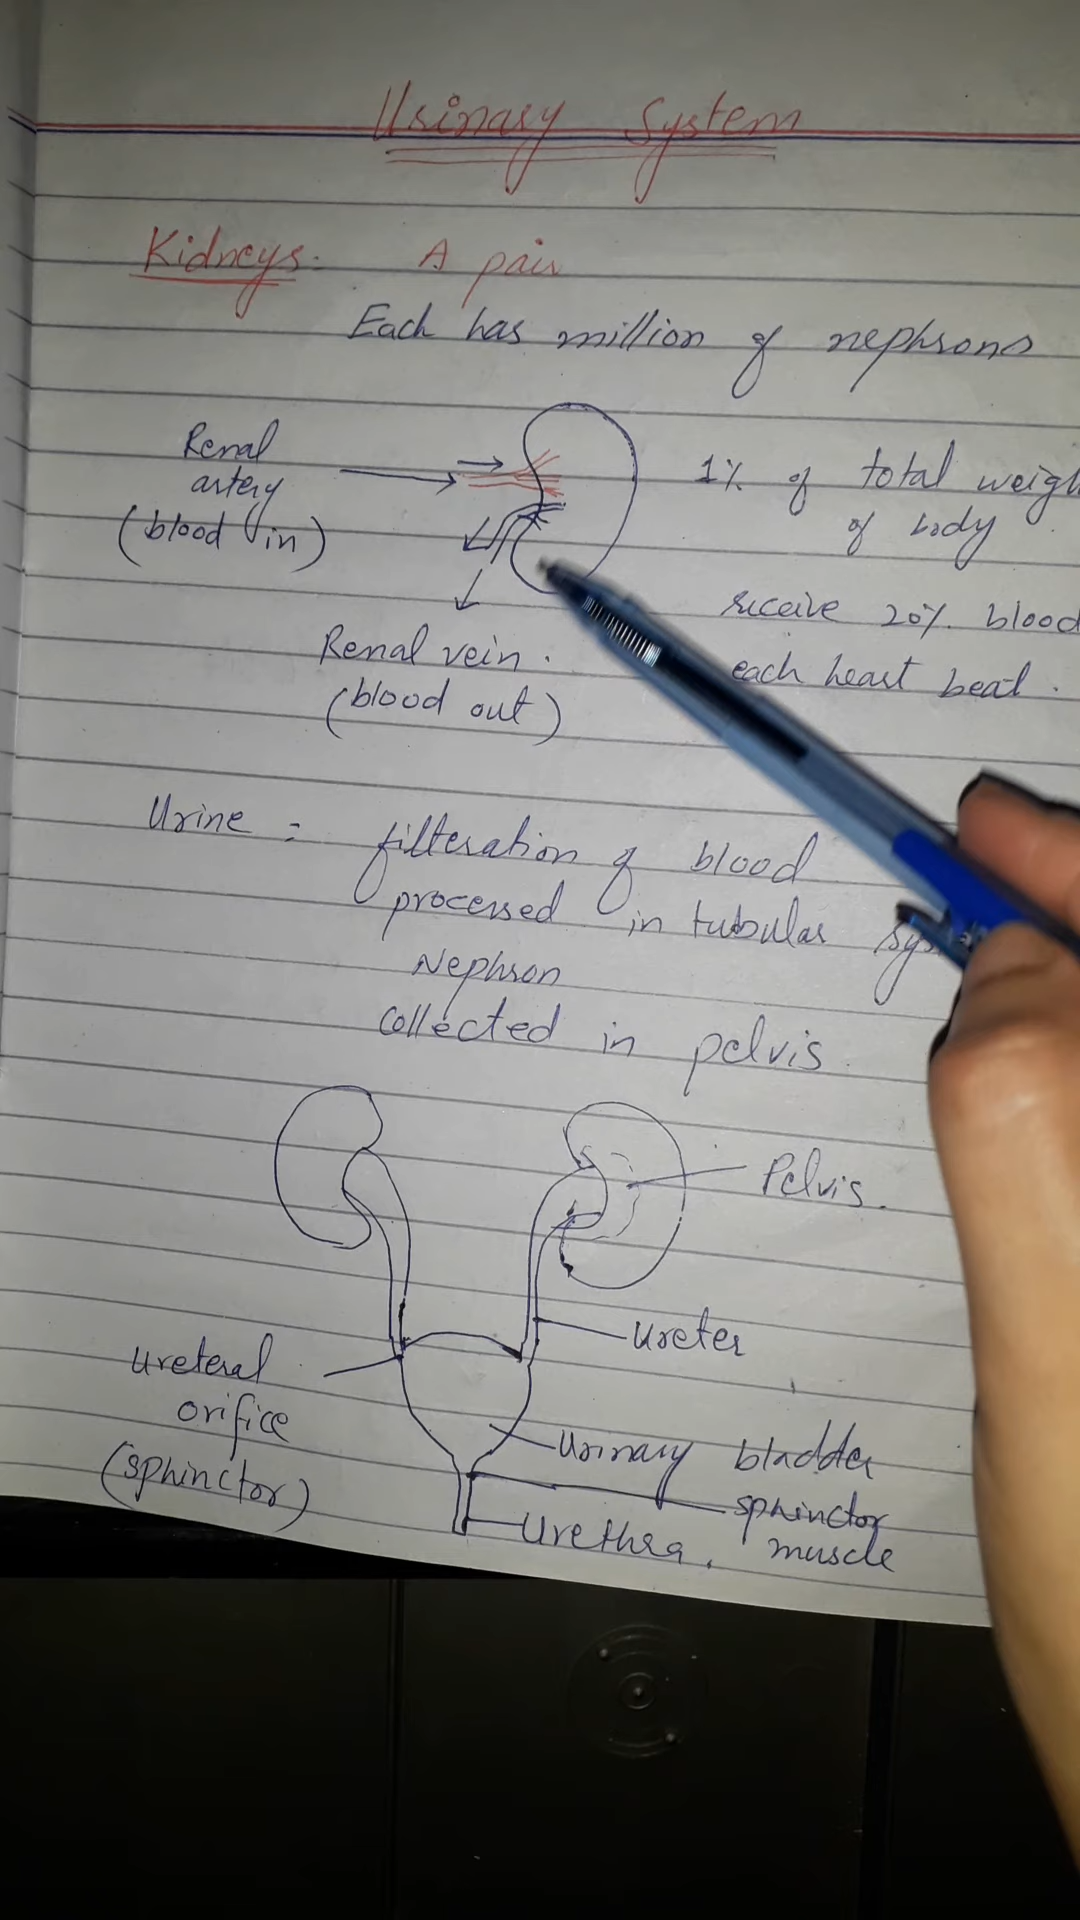 Urinary System
Kidneys: A pair
Each has million of nephrons
Renal
artery
(blood in)
1% of total weigh
of body
receive 20% blood
each heart beat.
Renal vein.
(blood out)
Urine = filteration of blood
processed in tubular sys
Nephron
collected in pelvis.
Pelvis.
Ureter
Ureteral
orifice
(sphinctor)
Urinary bladder
sphinctor
muscle
Urethra.